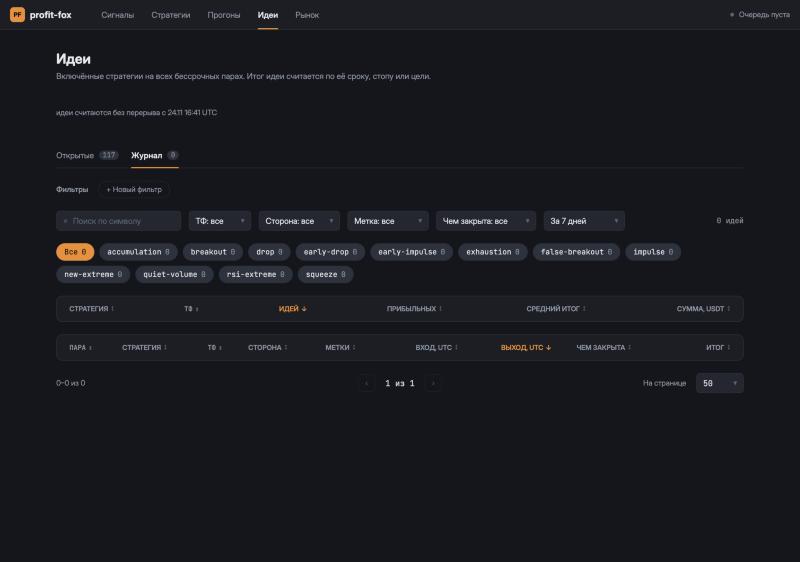 PF profit-fox Сигналы Стратегии Прогоны Идеи Рынок Очередь пуста
Идеи
Включённые стратегии на всех бессрочных парах. Итог идеи считается по её сроку, стопу или цели.
идеи считаются без перерыва с 24.11 16:41 UTC
Открытые 117 Журнал 0
Фильтры + Новый фильтр
Поиск по символу ТФ: все Сторона: все Метка: все Чем закрыта: все За 7 дней 0 идей
Все 0 accumulation 0 breakout 0 drop 0 early-drop 0 early-impulse 0 exhaustion 0 false-breakout 0 impulse 0
new-extreme 0 quiet-volume 0 rsi-extreme 0 squeeze 0
СТРАТЕГИЯ ТФ ИДЕЙ ↓ ПРИБЫЛЬНЫХ СРЕДНИЙ ИТОГ СУММА, USDT
ПАРА СТРАТЕГИЯ ТФ СТОРОНА МЕТКИ ВХОД, UTC ВЫХОД, UTC ↓ ЧЕМ ЗАКРЫТА ИТОГ
0–0 из 0 ‹ 1 из 1 › На странице 50